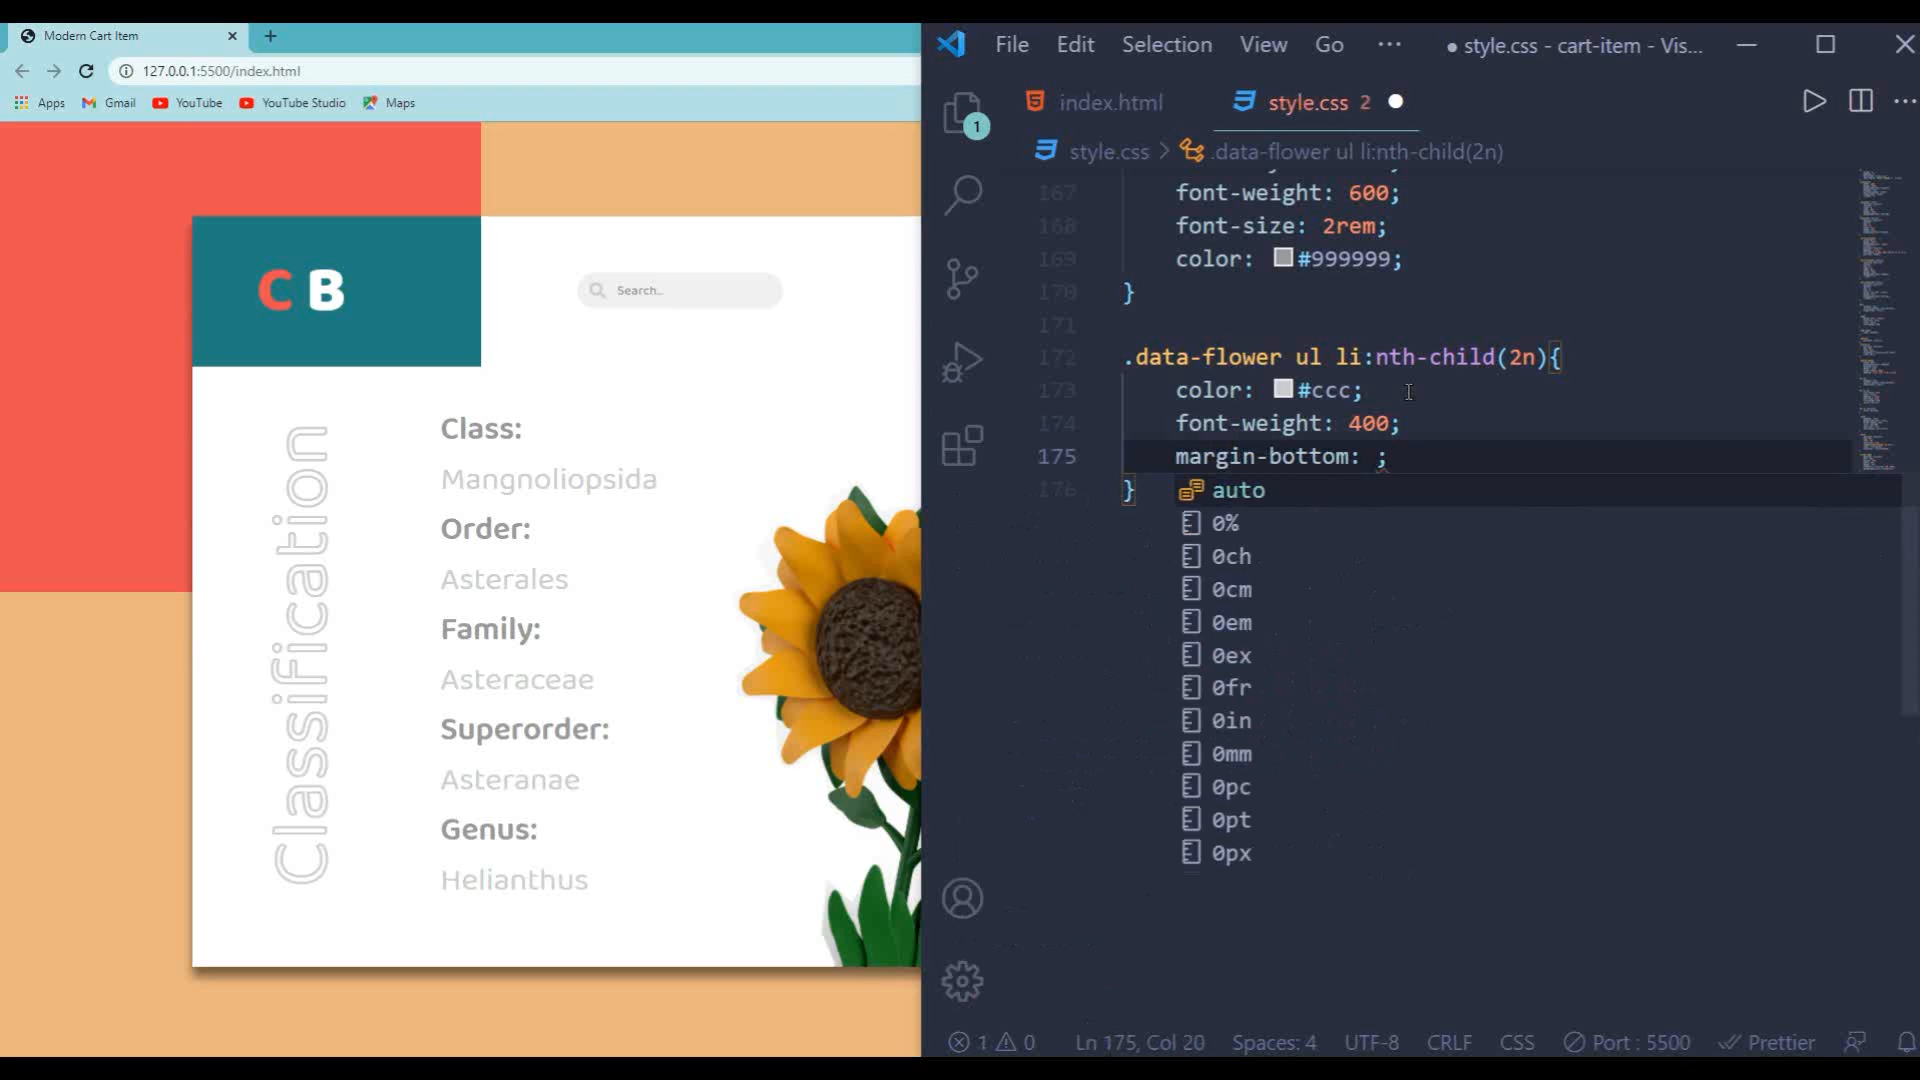 Modern Cart Item
127.0.0.1:5500/index.html
Apps Gmail YouTube YouTube Studio Maps
C B
Search..
Classification
Class:
Mangnoliopsida
Order:
Asterales
Family:
Asteraceae
Superorder:
Asteranae
Genus:
Helianthus
File Edit Selection View Go ··· ● style.css - cart-item - Vis...
1
index.html style.css 2
style.css > .data-flower ul li:nth-child(2n)
167 font-weight: 600;
168 font-size: 2rem;
169 color: #999999;
170 }
171
172 .data-flower ul li:nth-child(2n){
173 color: #ccc;
174 font-weight: 400;
175 margin-bottom: ;
176 }
auto
0%
0ch
0cm
0em
0ex
0fr
0in
0mm
0pc
0pt
0px
1 0 Ln 175, Col 20 Spaces: 4 UTF-8 CRLF CSS Port : 5500 Prettier